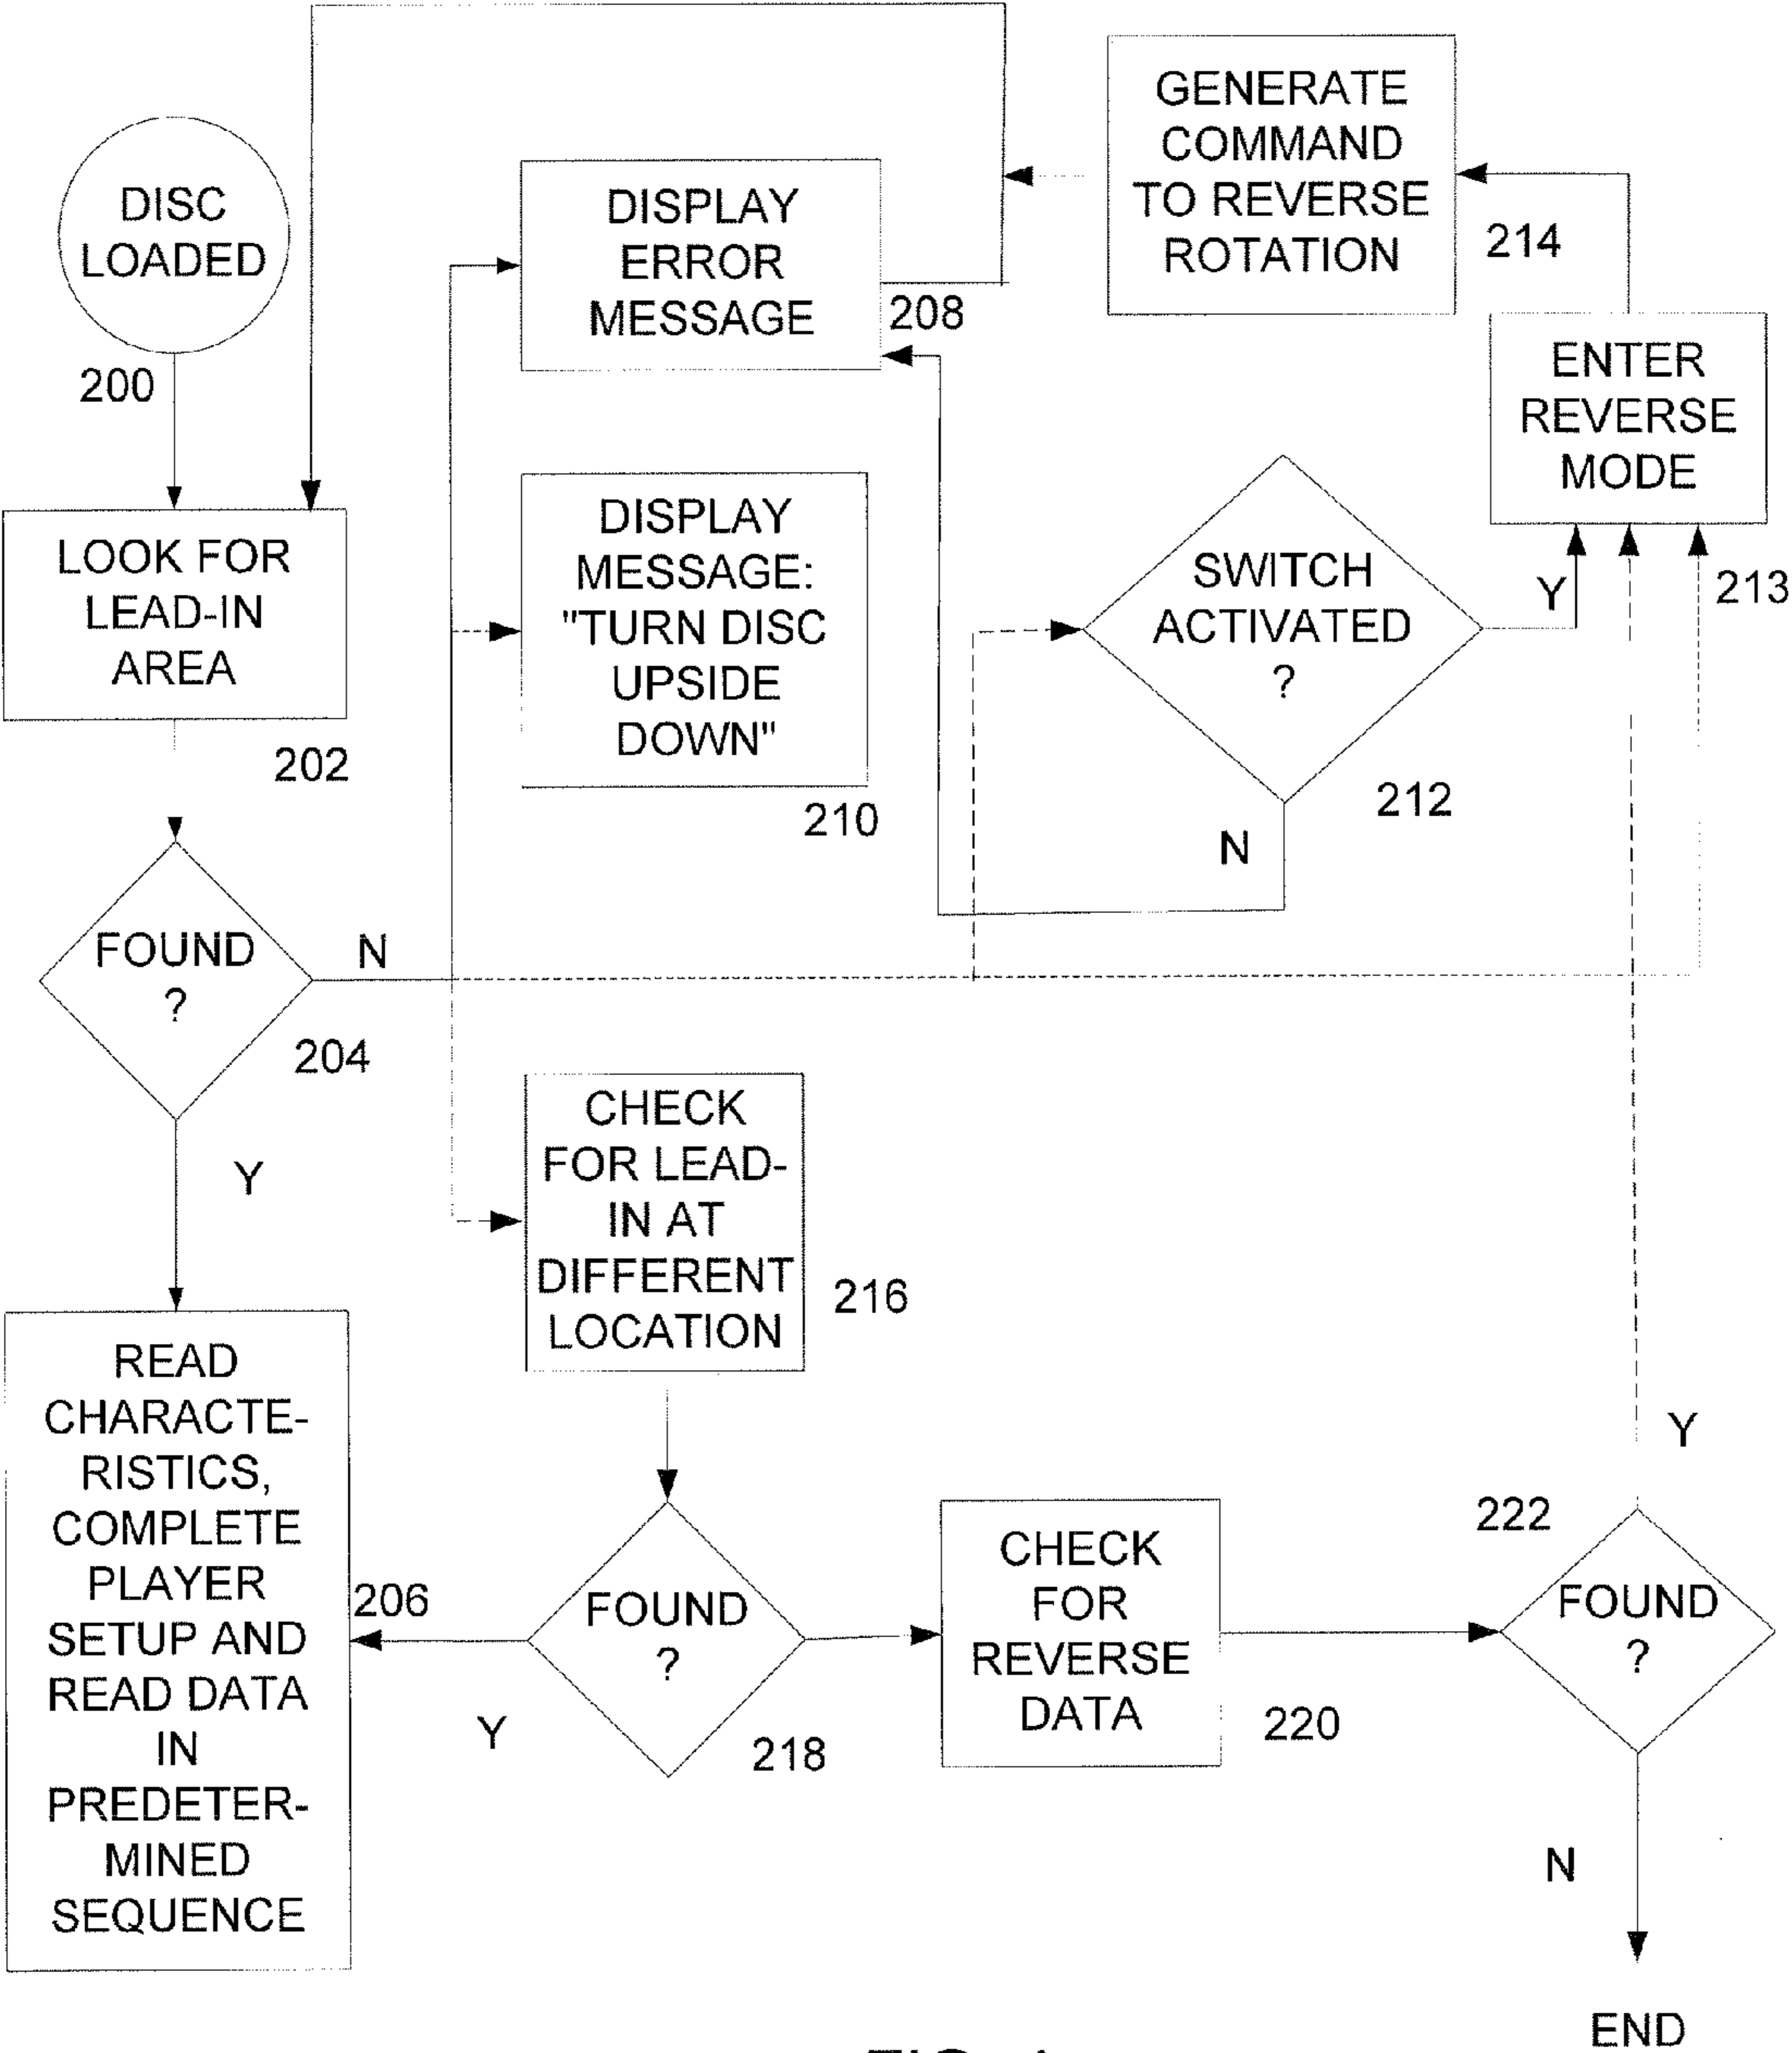 DISC
LOADED
200
LOOK FOR
LEAD-IN
AREA
202
FOUND
?
N
204
Y
READ
CHARACTE-
RISTICS,
COMPLETE
PLAYER
SETUP AND
READ DATA
IN
PREDETER-
MINED
SEQUENCE
206
DISPLAY
ERROR
MESSAGE
208
DISPLAY
MESSAGE:
"TURN DISC
UPSIDE
DOWN"
210
SWITCH
ACTIVATED
?
Y
N
212
ENTER
REVERSE
MODE
213
GENERATE
COMMAND
TO REVERSE
ROTATION
214
CHECK
FOR LEAD-
IN AT
DIFFERENT
LOCATION
216
FOUND
?
Y
218
CHECK
FOR
REVERSE
DATA
220
222
FOUND
?
Y
N
END